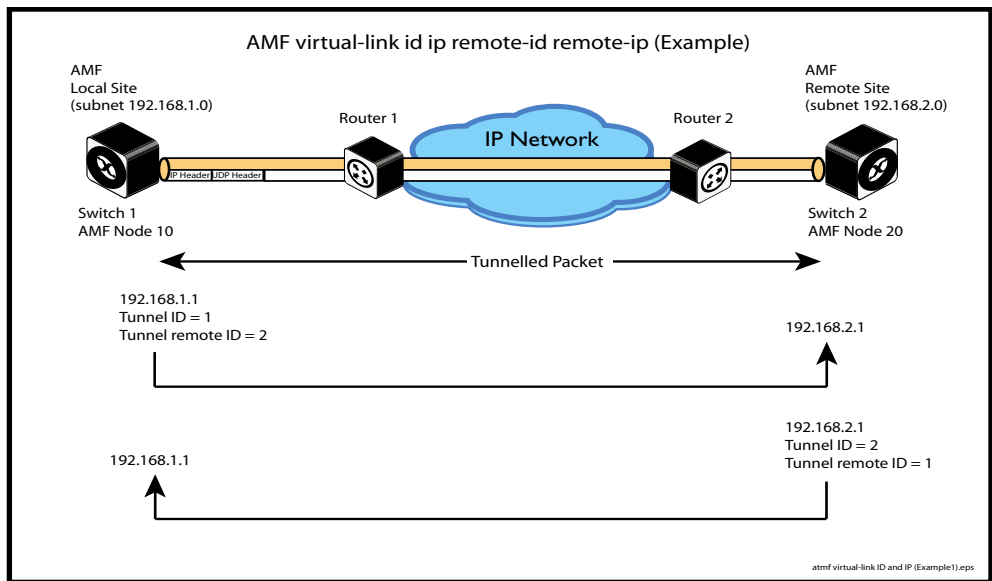 AMF virtual-link id ip remote-id remote-ip (Example)
AMF
Local Site
(subnet 192.168.1.0)
AMF
Remote Site
(subnet 192.168.2.0)
Router 1
IP Network
Router 2
IP Header
UDP Header
Switch 1
AMF Node 10
Switch 2
AMF Node 20
Tunnelled Packet
192.168.1.1
Tunnel ID = 1
Tunnel remote ID = 2
192.168.2.1
192.168.2.1
Tunnel ID = 2
Tunnel remote ID = 1
192.168.1.1
atmf virtual-link ID and IP (Example1).eps